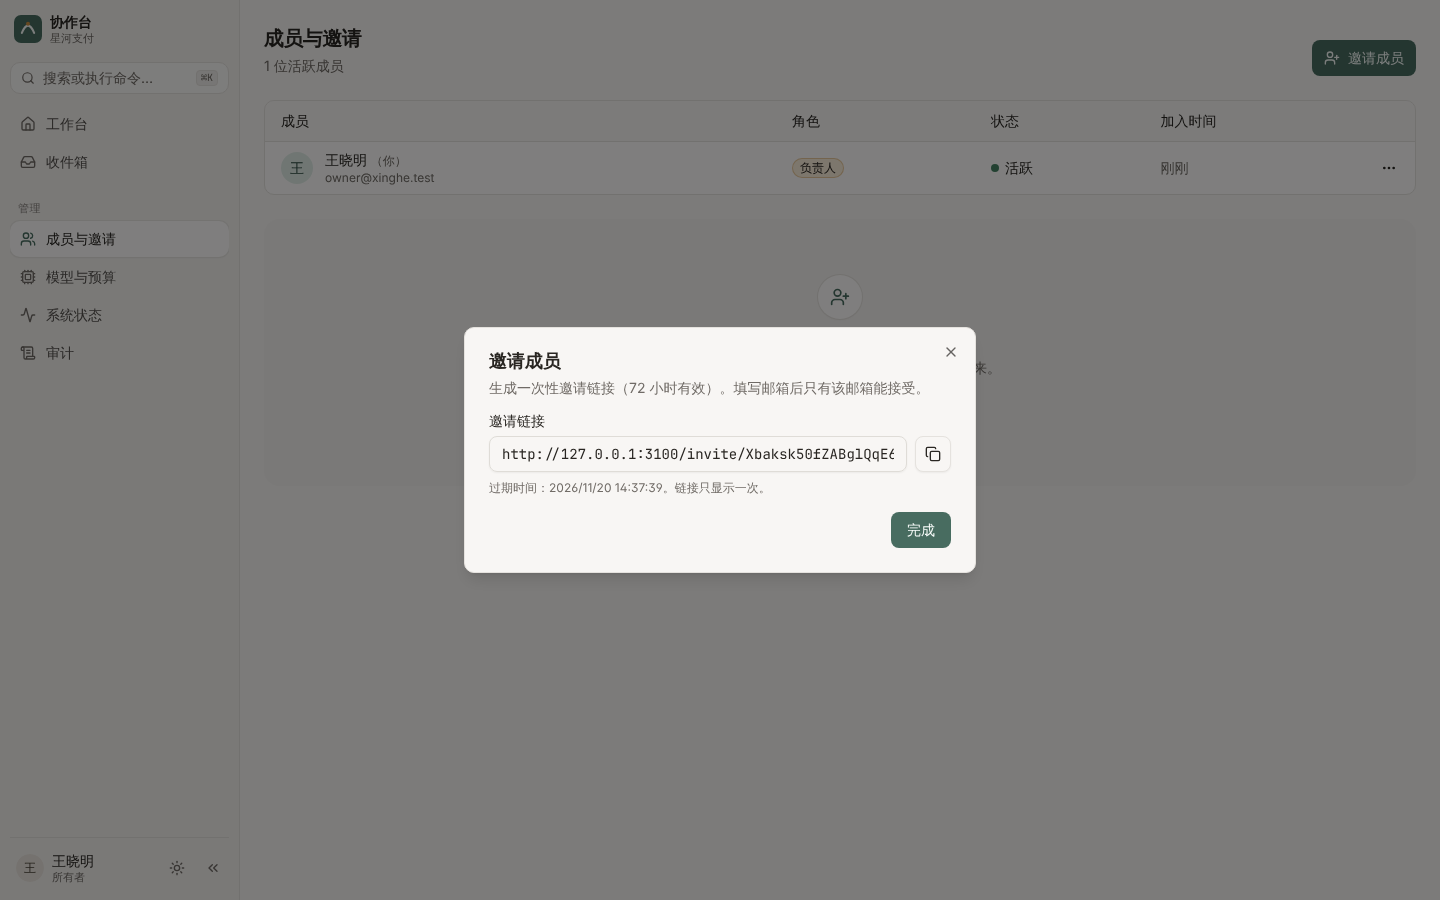 协作台
星河支付
搜索或执行命令... ⌘K
工作台
收件箱
管理
成员与邀请
模型与预算
系统状态
审计
王 王晓明
所有者
成员与邀请
1 位活跃成员
邀请成员
成员 角色 状态 加入时间
王 王晓明 （你） 负责人 活跃 刚刚
owner@xinghe.test
来。
邀请成员
生成一次性邀请链接（72 小时有效）。填写邮箱后只有该邮箱能接受。
邀请链接
http://127.0.0.1:3100/invite/Xbaksk50fZABglQqE6
过期时间：2026/11/20 14:37:39。链接只显示一次。
完成